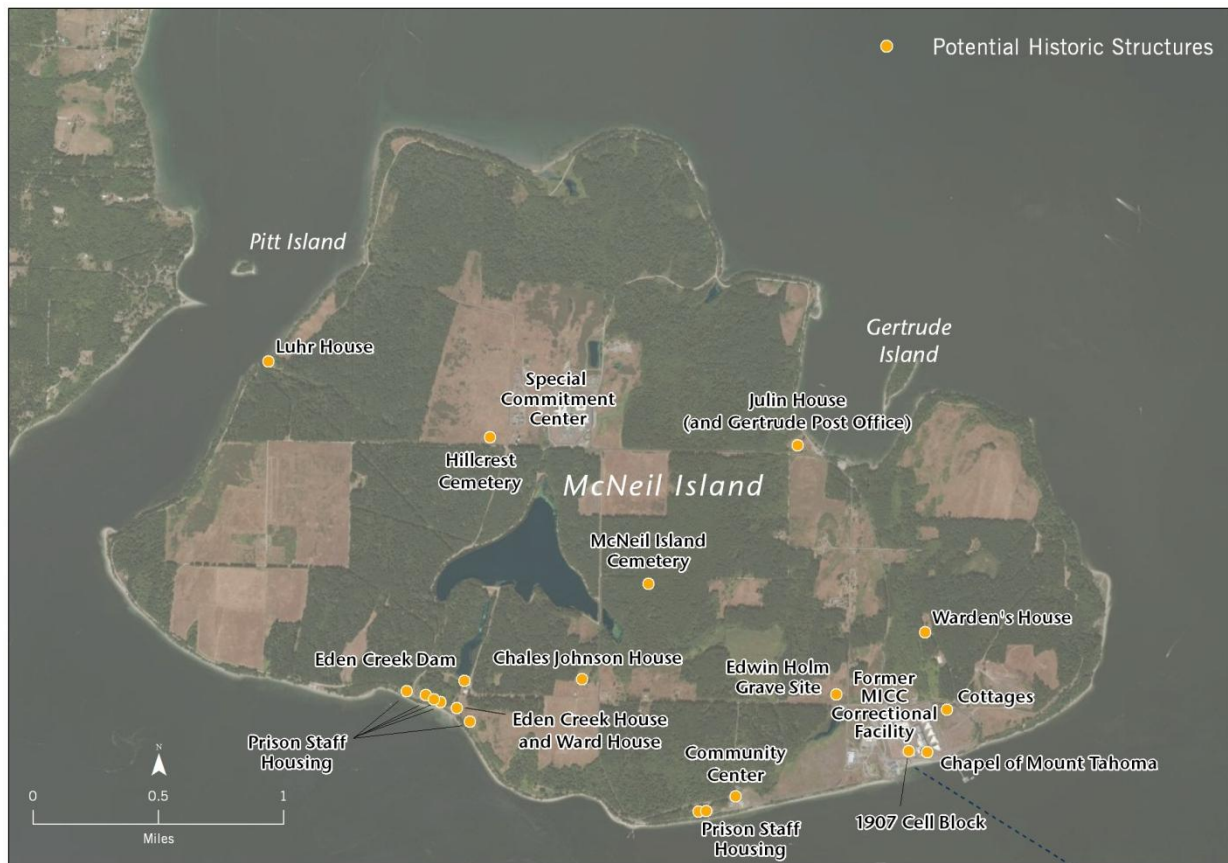 Potential Historic Structures
Pitt Island
Gertrude
Island
Luhr House
Special
Commitment
Center
Julin House
(and Gertrude Post Office)
Hillcrest
Cemetery
McNeil Island
McNeil Island
Cemetery
Warden's House
Eden Creek Dam
Chales Johnson House
Edwin Holm
Grave Site
Former
MICC
Correctional
Facility
Cottages
Prison Staff
Housing
Eden Creek House
and Ward House
Community
Center
Chapel of Mount Tahoma
1907 Cell Block
Prison Staff
Housing
N
0 0.5 1
Miles